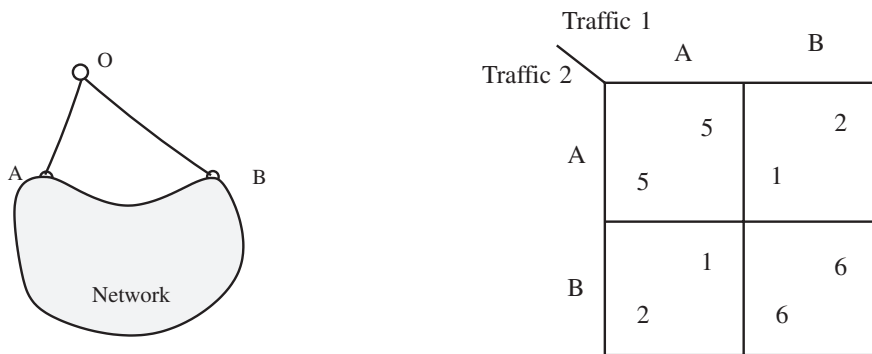 O
A
B
Network
Traffic 1
Traffic 2
A B
A
5 2
5 1
B
1 6
2 6